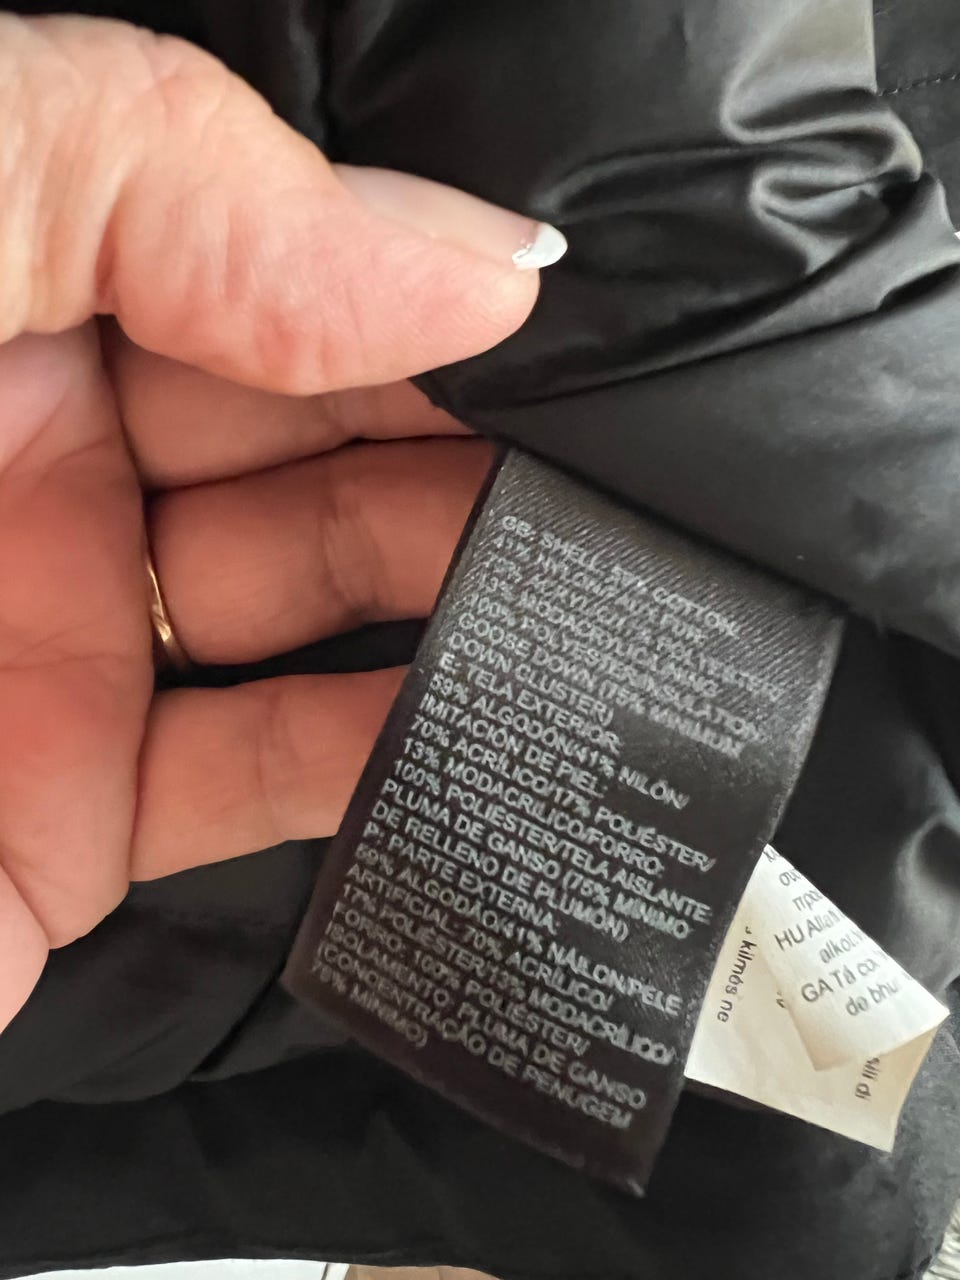 GB: SHELL: 59% COTTON/
41% NYLON/FAUX FUR:
70% ACRYLIC/17% POLYESTER/
13% MODACRYLIC/LINING:
100% POLYESTER/INSULATION:
GOOSE DOWN (75% MINIMUM
DOWN CLUSTER)
E: TELA EXTERIOR:
59% ALGODÓN/41% NILÓN/
IMITACIÓN DE PIEL:
70% ACRÍLICO/17% POLIÉSTER/
13% MODACRÍLICO/FORRO:
100% POLIÉSTER/TELA AISLANTE:
PLUMA DE GANSO (75% MÍNIMO
DE RELLENO DE PLUMÓN)
P: PARTE EXTERNA:
59% ALGODÃO/41% NÁILON/PELE
ARTIFICIAL: 70% ACRÍLICO/
17% POLIÉSTER/13% MODACRÍLICO/
FORRO: 100% POLIÉSTER/
ISOLAMENTO: PLUMA DE GANSO
(CONCENTRAÇÃO DE PENUGEM
75% MÍNIMO)
HU
GA Tá
de
kilmös ne